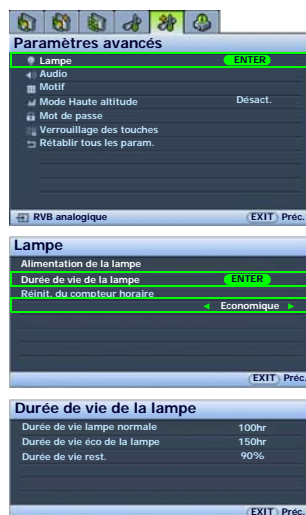 Paramètres avancés
Lampe ENTER
Audio
Motif
Mode Haute altitude Désact.
Mot de passe
Verrouillage des touches
Rétablir tous les param.
RVB analogique EXIT Préc.
Lampe
Alimentation de la lampe
Durée de vie de la lampe ENTER
Réinit. du compteur horaire
Economique
EXIT Préc.
Durée de vie de la lampe
Durée de vie lampe normale 100hr
Durée de vie éco de la lampe 150hr
Durée de vie rest. 90%
EXIT Préc.